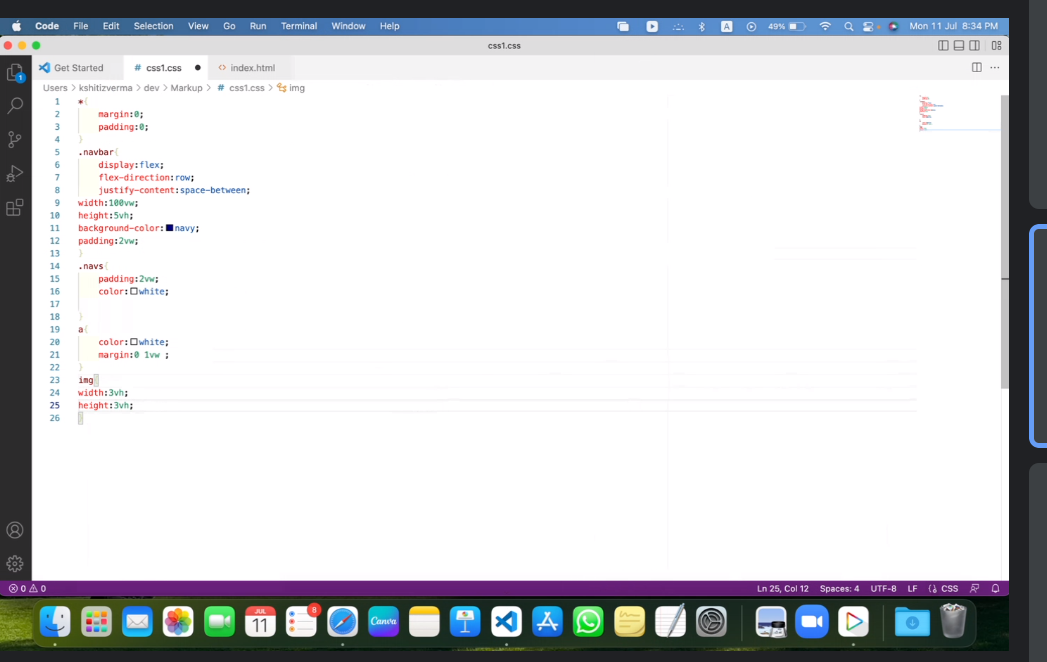 Code File Edit Selection View Go Run Terminal Window Help A 49% Mon 11 Jul 8:34 PM
css1.css
Get Started # css1.css ● <> index.html ...
1
Users > kshitizverma > dev > Markup > # css1.css > img
1 *{
2 margin:0;
3 padding:0;
4 }
5 .navbar{
6 display:flex;
7 flex-direction:row;
8 justify-content:space-between;
9 width:100vw;
10 height:5vh;
11 background-color:navy;
12 padding:2vw;
13 }
14 .navs{
15 padding:2vw;
16 color:white;
17
18 }
19 a{
20 color:white;
21 margin:0 1vw ;
22 }
23 img{
24 width:3vh;
25 height:3vh;
26 }
0 0 Ln 25, Col 12 Spaces: 4 UTF-8 LF CSS
JUL 11 8 Canva